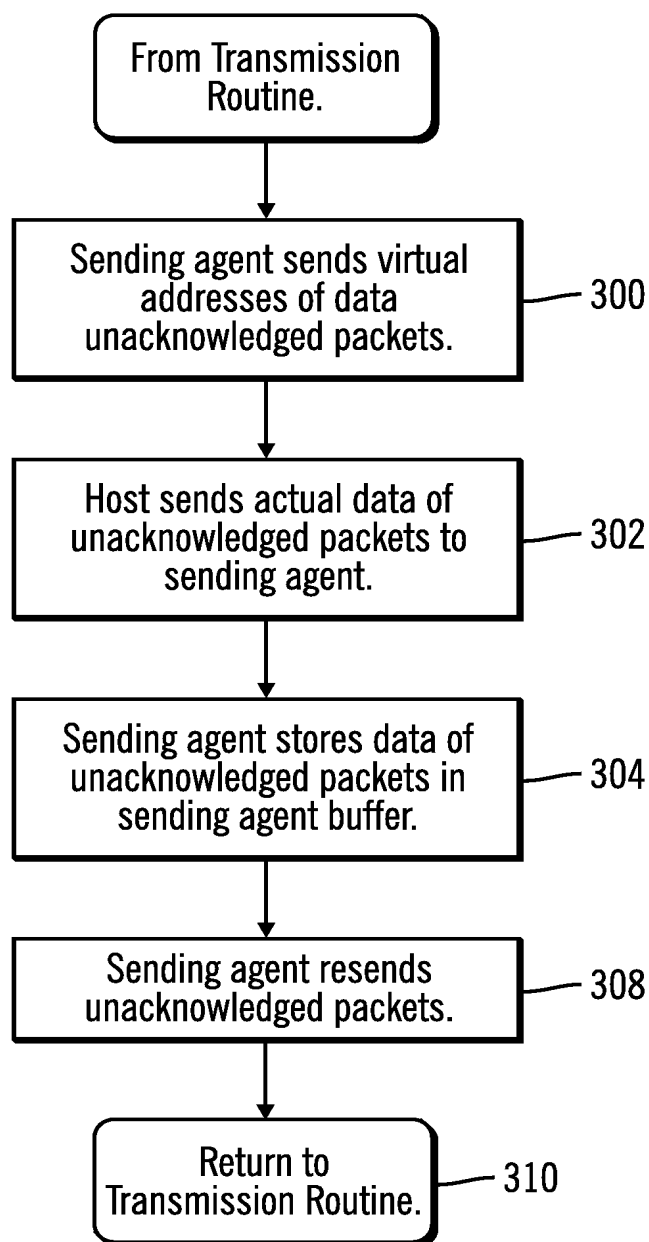 From Transmission
Routine.
Sending agent sends virtual
addresses of data
unacknowledged packets.
300
Host sends actual data of
unacknowledged packets to
sending agent.
302
Sending agent stores data of
unacknowledged packets in
sending agent buffer.
304
Sending agent resends
unacknowledged packets.
308
Return to
Transmission Routine.
310